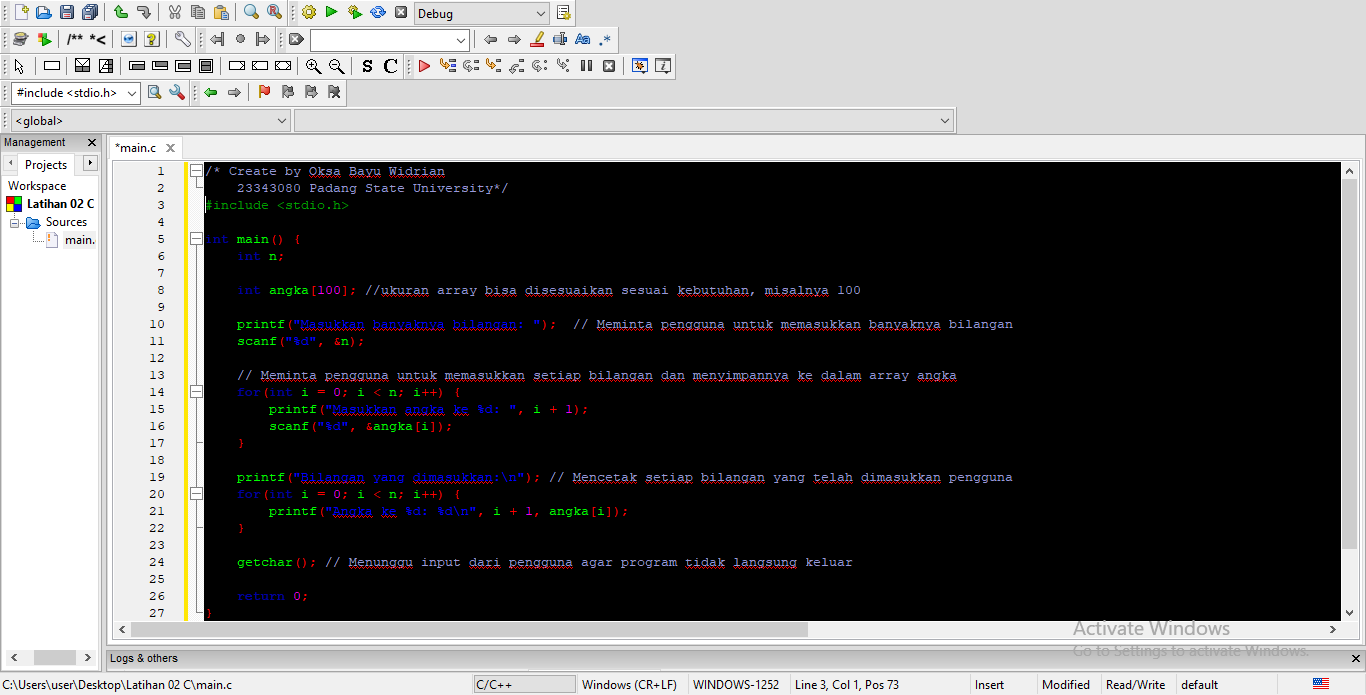 Debug
/** *<
S C
Aa .*
#include <stdio.h>
<global>
Management
Projects
Workspace
Latihan 02 C
Sources
main.
*main.c
1 /* Create by Oksa Bayu Widrian
2 23343080 Padang State University*/
3 #include <stdio.h>
4
5 int main() {
6 int n;
7
8 int angka[100]; //ukuran array bisa disesuaikan sesuai kebutuhan, misalnya 100
9
10 printf("Masukkan banyaknya bilangan: "); // Meminta pengguna untuk memasukkan banyaknya bilangan
11 scanf("%d", &n);
12
13 // Meminta pengguna untuk memasukkan setiap bilangan dan menyimpannya ke dalam array angka
14 for(int i = 0; i < n; i++) {
15 printf("Masukkan angka ke %d: ", i + 1);
16 scanf("%d", &angka[i]);
17 }
18
19 printf("Bilangan yang dimasukkan:\n"); // Mencetak setiap bilangan yang telah dimasukkan pengguna
20 for(int i = 0; i < n; i++) {
21 printf("Angka ke %d: %d\n", i + 1, angka[i]);
22 }
23
24 getchar(); // Menunggu input dari pengguna agar program tidak langsung keluar
25
26 return 0;
27 }
Activate Windows
Go to Settings to activate Windows.
Logs & others
C:\Users\user\Desktop\Latihan 02 C\main.c C/C++ Windows (CR+LF) WINDOWS-1252 Line 3, Col 1, Pos 73 Insert Modified Read/Write default